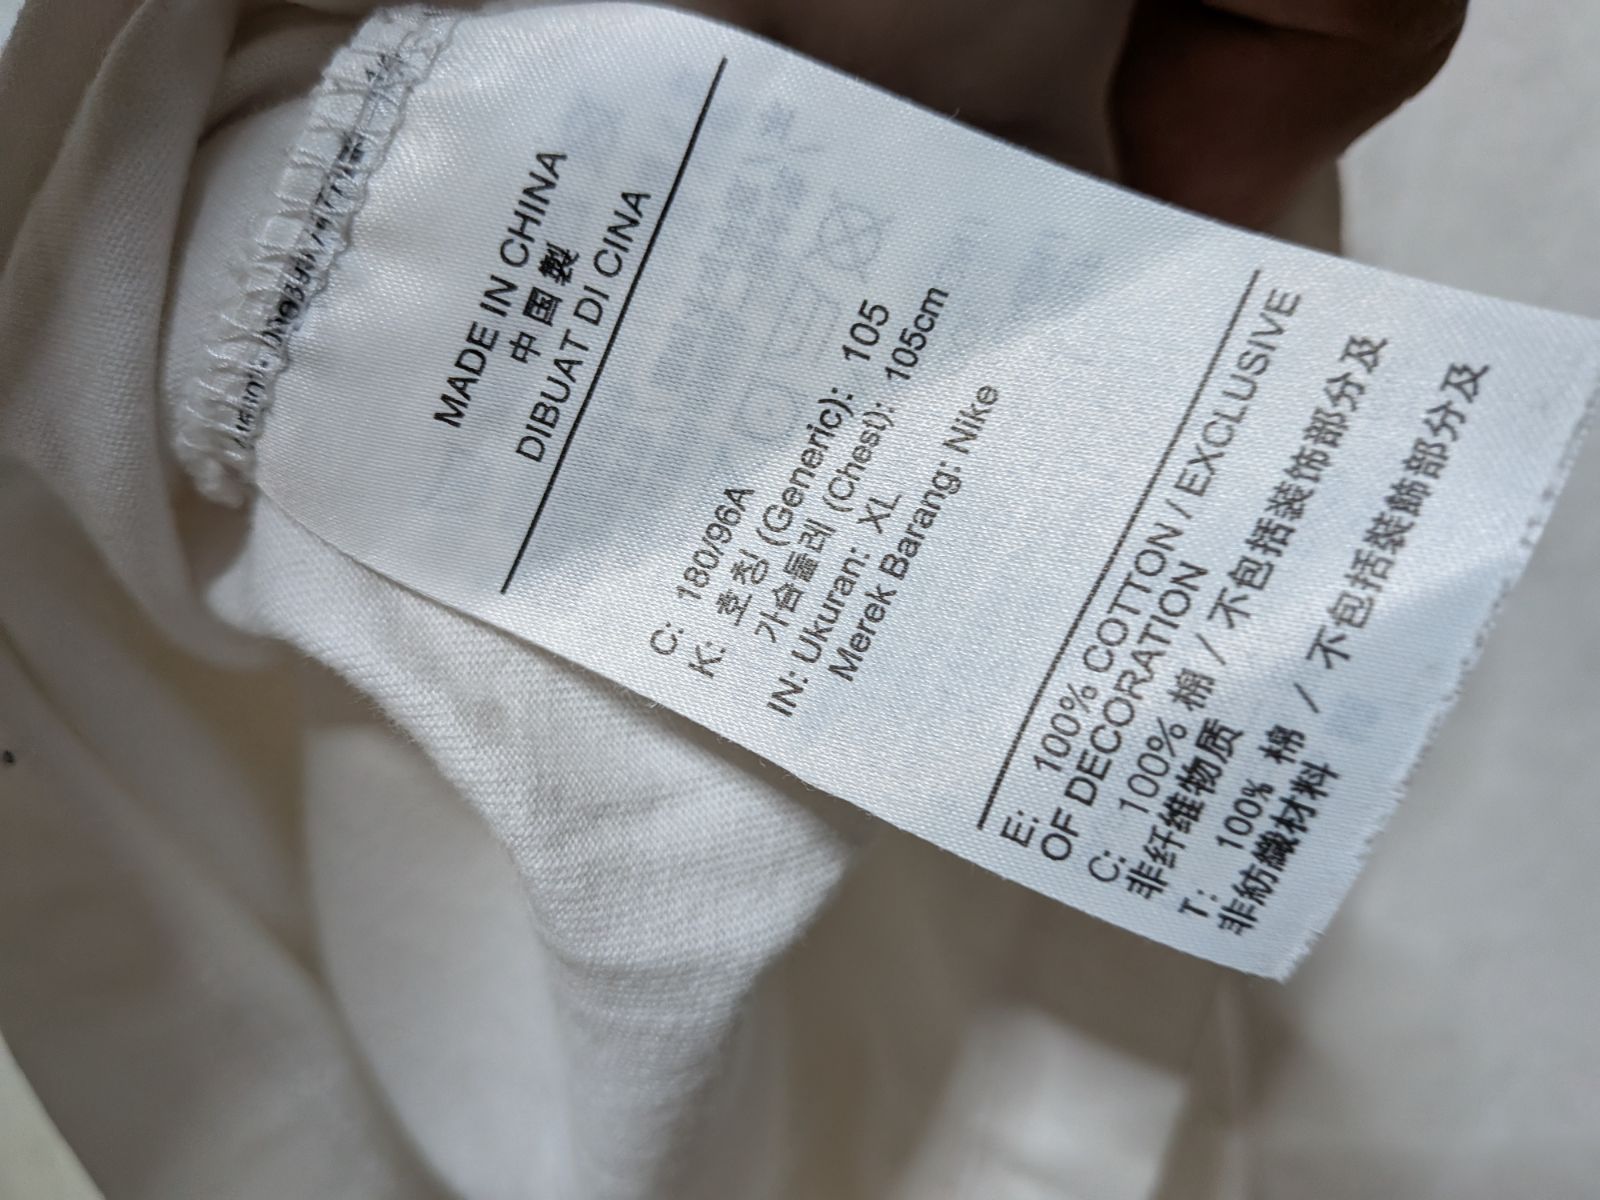 MADE IN CHINA
中国製
DIBUAT DI CINA
C: 180/96A
K: 호칭 (Generic): 105
가슴둘레 (Chest): 105cm
IN: Ukuran: XL
Merek Barang: Nike
E: 100% COTTON / EXCLUSIVE
OF DECORATION
C: 100% 棉 / 不包括装饰部分及
非纤维物质
T: 100% 棉 / 不包括裝飾部分及
非紡織材料